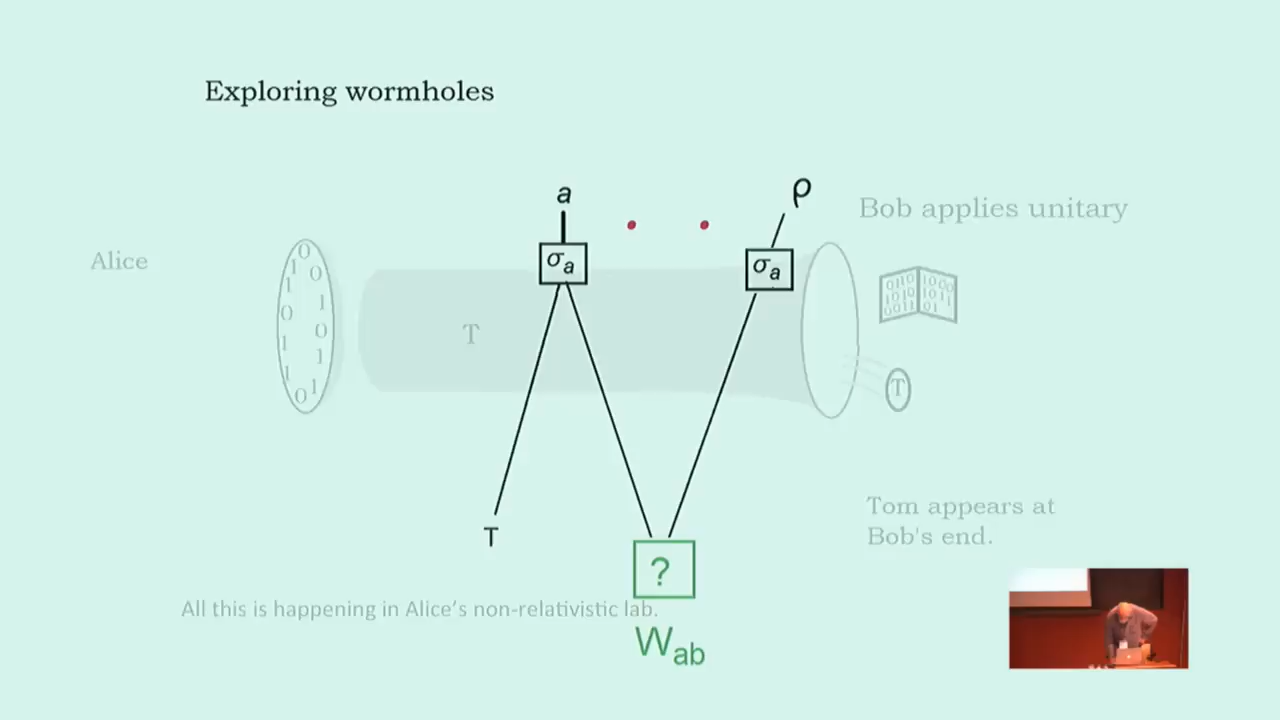 Exploring wormholes
a
ρ
Bob applies unitary
Alice
σa
σa
T
T
Tom appears at
Bob's end.
T
?
All this is happening in Alice's non-relativistic lab.
Wab